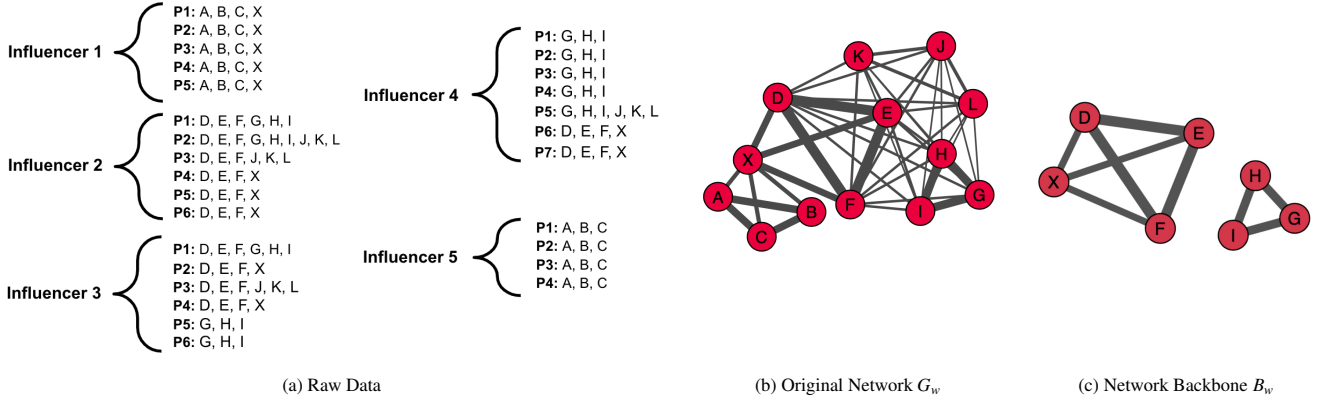 Influencer 1
P1: A, B, C, X
P2: A, B, C, X
P3: A, B, C, X
P4: A, B, C, X
P5: A, B, C, X
Influencer 2
P1: D, E, F, G, H, I
P2: D, E, F, G, H, I, J, K, L
P3: D, E, F, J, K, L
P4: D, E, F, X
P5: D, E, F, X
P6: D, E, F, X
Influencer 3
P1: D, E, F, G, H, I
P2: D, E, F, X
P3: D, E, F, J, K, L
P4: D, E, F, X
P5: G, H, I
P6: G, H, I
Influencer 4
P1: G, H, I
P2: G, H, I
P3: G, H, I
P4: G, H, I
P5: G, H, I, J, K, L
P6: D, E, F, X
P7: D, E, F, X
Influencer 5
P1: A, B, C
P2: A, B, C
P3: A, B, C
P4: A, B, C
(a) Raw Data
J
K
D
L
E
H
X
A
B
F
I
G
C
(b) Original Network G_w
D
E
X
F
H
G
I
(c) Network Backbone B_w